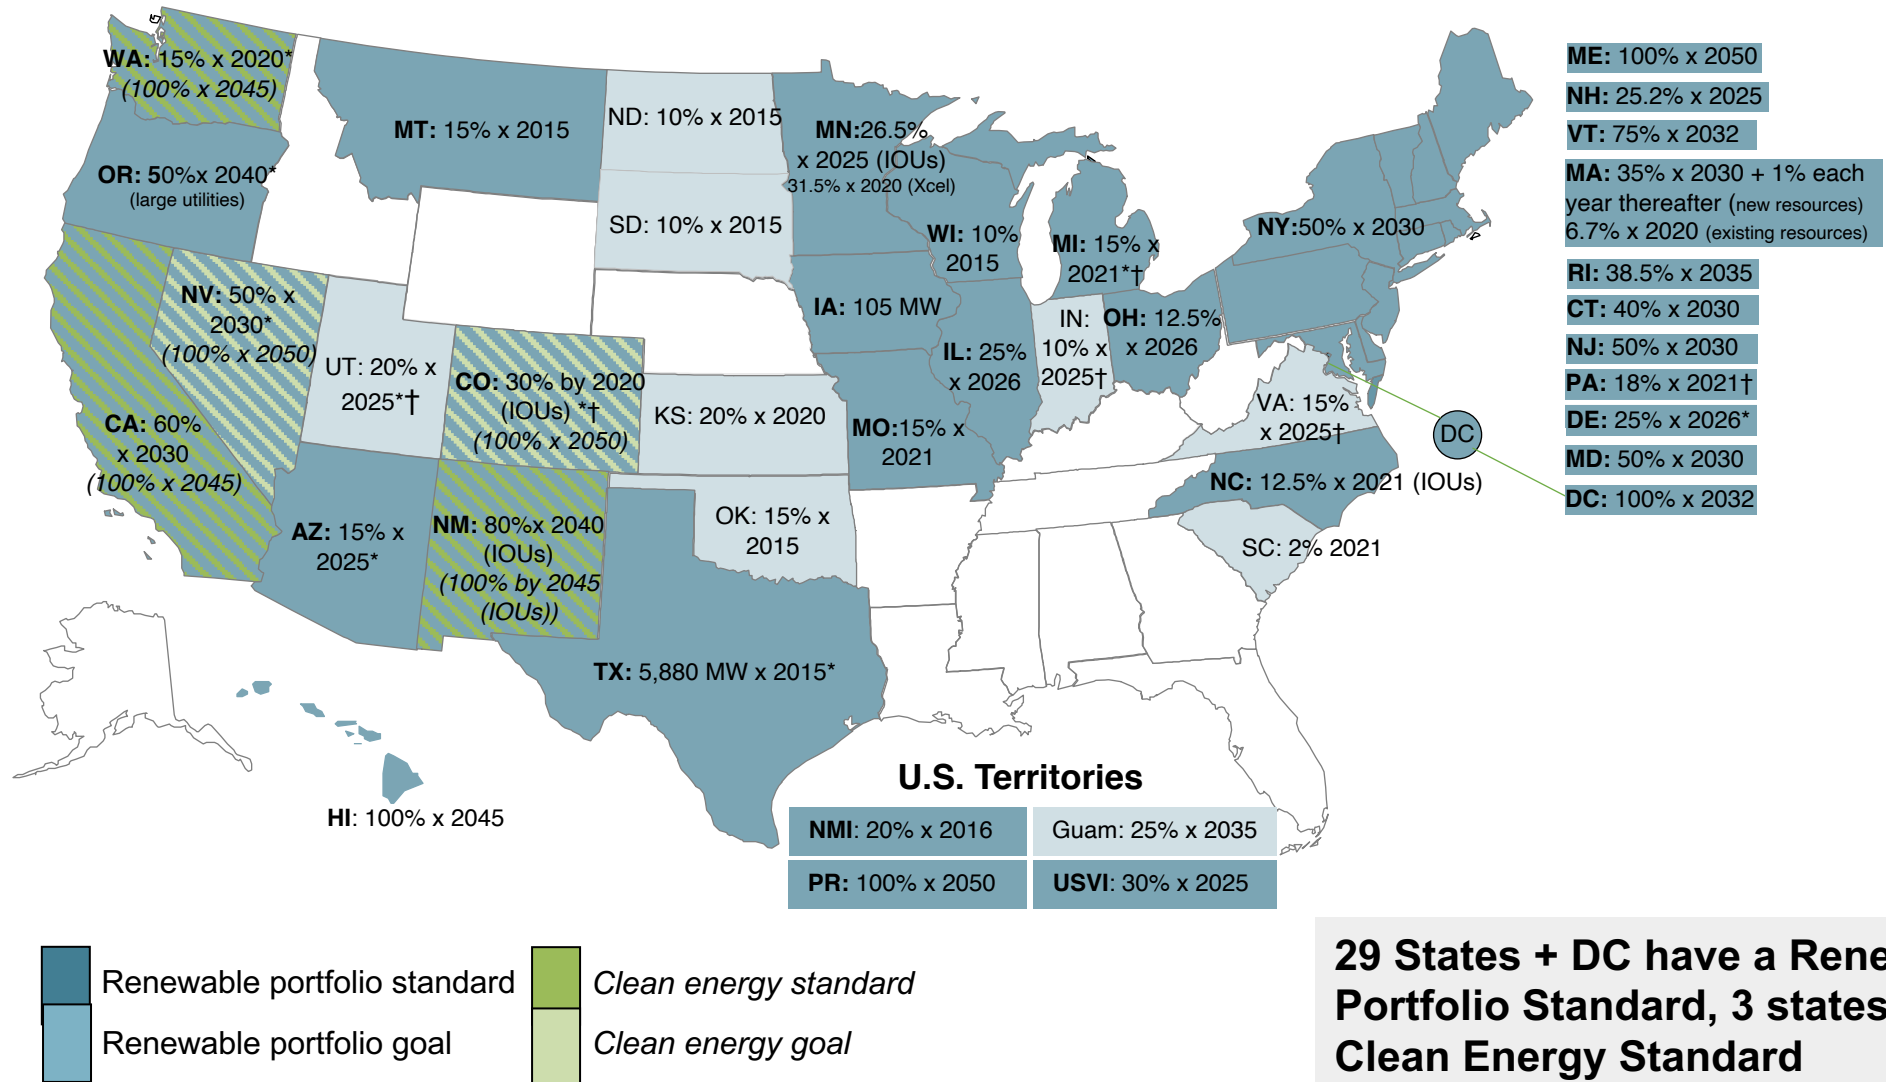 WA: 15% x 2020*
(100% x 2045)
OR: 50%x 2040*
(large utilities)
MT: 15% x 2015
ND: 10% x 2015
SD: 10% x 2015
MN:26.5%
x 2025 (IOUs)
31.5% x 2020 (Xcel)
WI: 10%
2015
MI: 15% x
2021*†
NY:50% x 2030
NV: 50% x
2030*
(100% x 2050)
UT: 20% x
2025*†
CO: 30% by 2020
(IOUs) *†
(100% x 2050)
CA: 60%
x 2030
(100% x 2045)
IA: 105 MW
IL: 25%
x 2026
IN:
10% x
2025†
OH: 12.5%
x 2026
KS: 20% x 2020
MO:15% x
2021
VA: 15%
x 2025†
DC
NC: 12.5% x 2021 (IOUs)
AZ: 15% x
2025*
NM: 80%x 2040
(IOUs)
(100% by 2045
(IOUs))
OK: 15% x
2015
SC: 2% 2021
TX: 5,880 MW x 2015*
HI: 100% x 2045
ME: 100% x 2050
NH: 25.2% x 2025
VT: 75% x 2032
MA: 35% x 2030 + 1% each
year thereafter (new resources)
6.7% x 2020 (existing resources)
RI: 38.5% x 2035
CT: 40% x 2030
NJ: 50% x 2030
PA: 18% x 2021†
DE: 25% x 2026*
MD: 50% x 2030
DC: 100% x 2032
U.S. Territories
NMI: 20% x 2016
Guam: 25% x 2035
PR: 100% x 2050
USVI: 30% x 2025
Renewable portfolio standard
Clean energy standard
Renewable portfolio goal
Clean energy goal
29 States + DC have a Rene
Portfolio Standard, 3 states
Clean Energy Standard